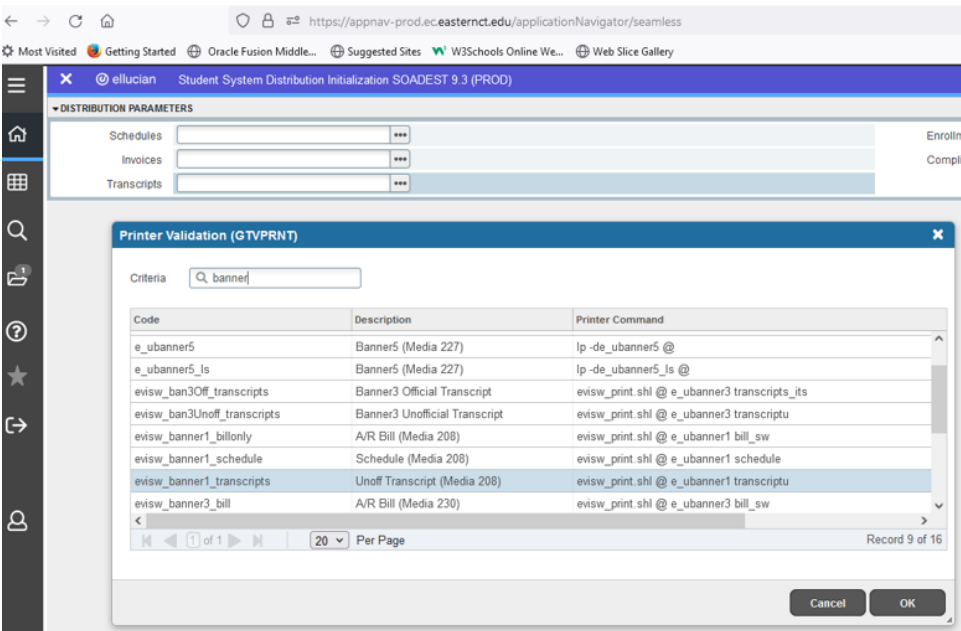 https://appnav-prod.ec.easternct.edu/applicationNavigator/seamless
Most Visited Getting Started Oracle Fusion Middle... Suggested Sites W3Schools Online We... Web Slice Gallery
ellucian Student System Distribution Initialization SOADEST 9.3 (PROD)
DISTRIBUTION PARAMETERS
Schedules Enrolln
Invoices Compli
Transcripts
1
Printer Validation (GTVPRNT)
Criteria banner
Code Description Printer Command
e_ubanner5 Banner5 (Media 227) lp -de_ubanner5 @
e_ubanner5_ls Banner5 (Media 227) lp -de_ubanner5_ls @
evisw_ban3Off_transcripts Banner3 Official Transcript evisw_print.shl @ e_ubanner3 transcripts_its
evisw_ban3Unoff_transcripts Banner3 Unofficial Transcript evisw_print.shl @ e_ubanner3 transcriptu
evisw_banner1_billonly A/R Bill (Media 208) evisw_print.shl @ e_ubanner1 bill_sw
evisw_banner1_schedule Schedule (Media 208) evisw_print.shl @ e_ubanner1 schedule
evisw_banner1_transcripts Unoff Transcript (Media 208) evisw_print.shl @ e_ubanner1 transcriptu
evisw_banner3_bill A/R Bill (Media 230) evisw_print.shl @ e_ubanner3 bill_sw
1 of 1 20 Per Page Record 9 of 16
Cancel OK